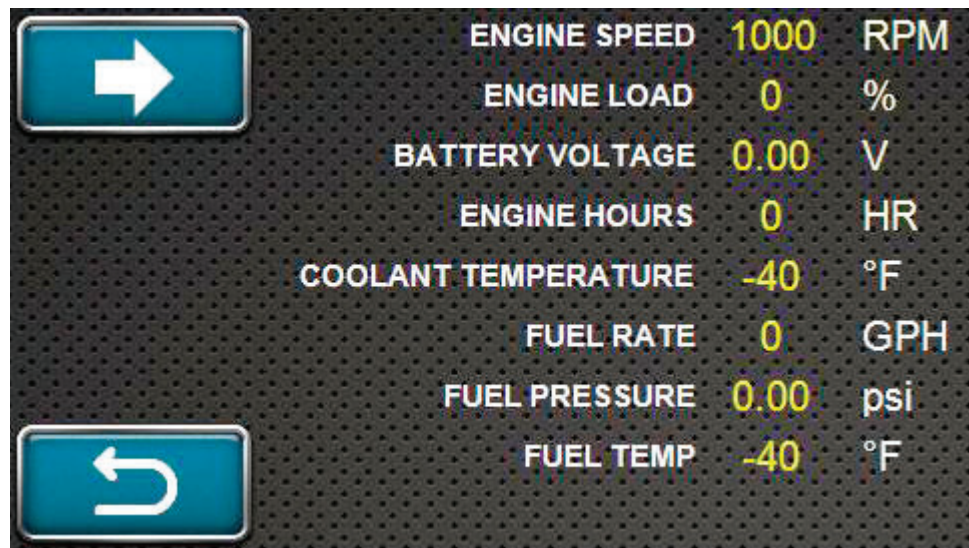 ENGINE SPEED 1000 RPM
ENGINE LOAD 0 %
BATTERY VOLTAGE 0.00 V
ENGINE HOURS 0 HR
COOLANT TEMPERATURE -40 °F
FUEL RATE 0 GPH
FUEL PRESSURE 0.00 psi
FUEL TEMP -40 °F